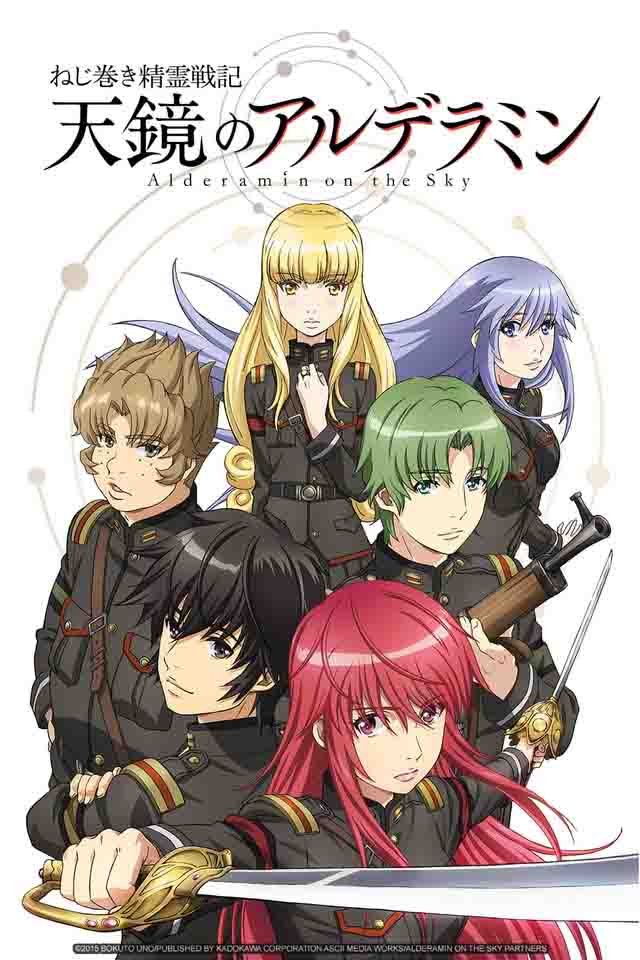 ねじ巻き精霊戦記
天鏡のアルデラミン
Alderamin on the Sky
©2015 BOKUTO UNO/PUBLISHED BY KADOKAWA CORPORATION ASCII MEDIA WORKS/ALDERAMIN ON THE SKY PARTNERS